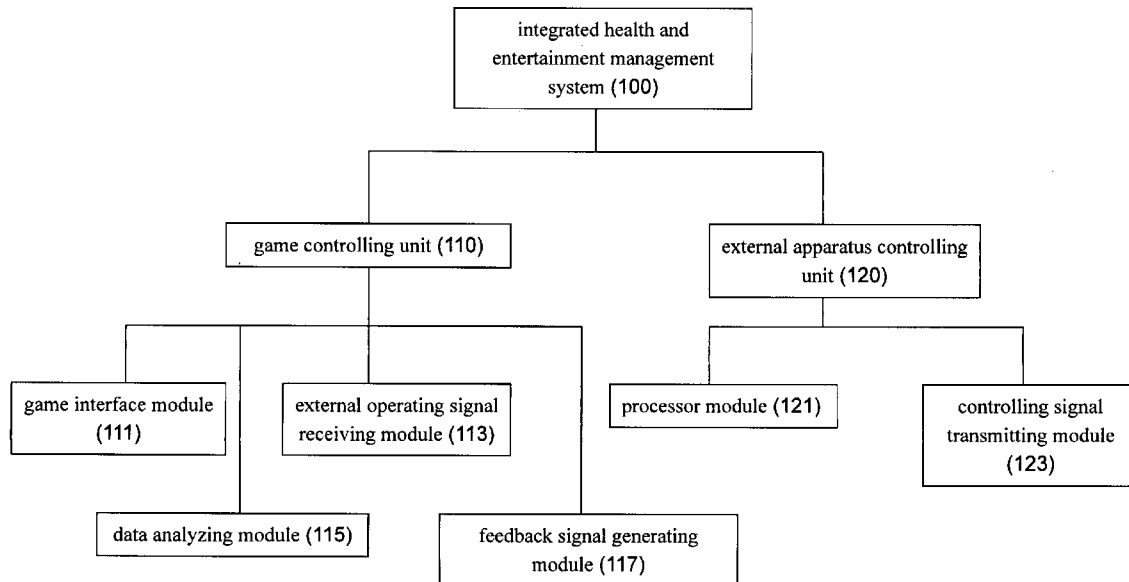 integrated health and
entertainment management
system (100)
game controlling unit (110)
external apparatus controlling
unit (120)
game interface module
(111)
external operating signal
receiving module (113)
processor module (121)
controlling signal
transmitting module
(123)
data analyzing module (115)
feedback signal generating
module (117)